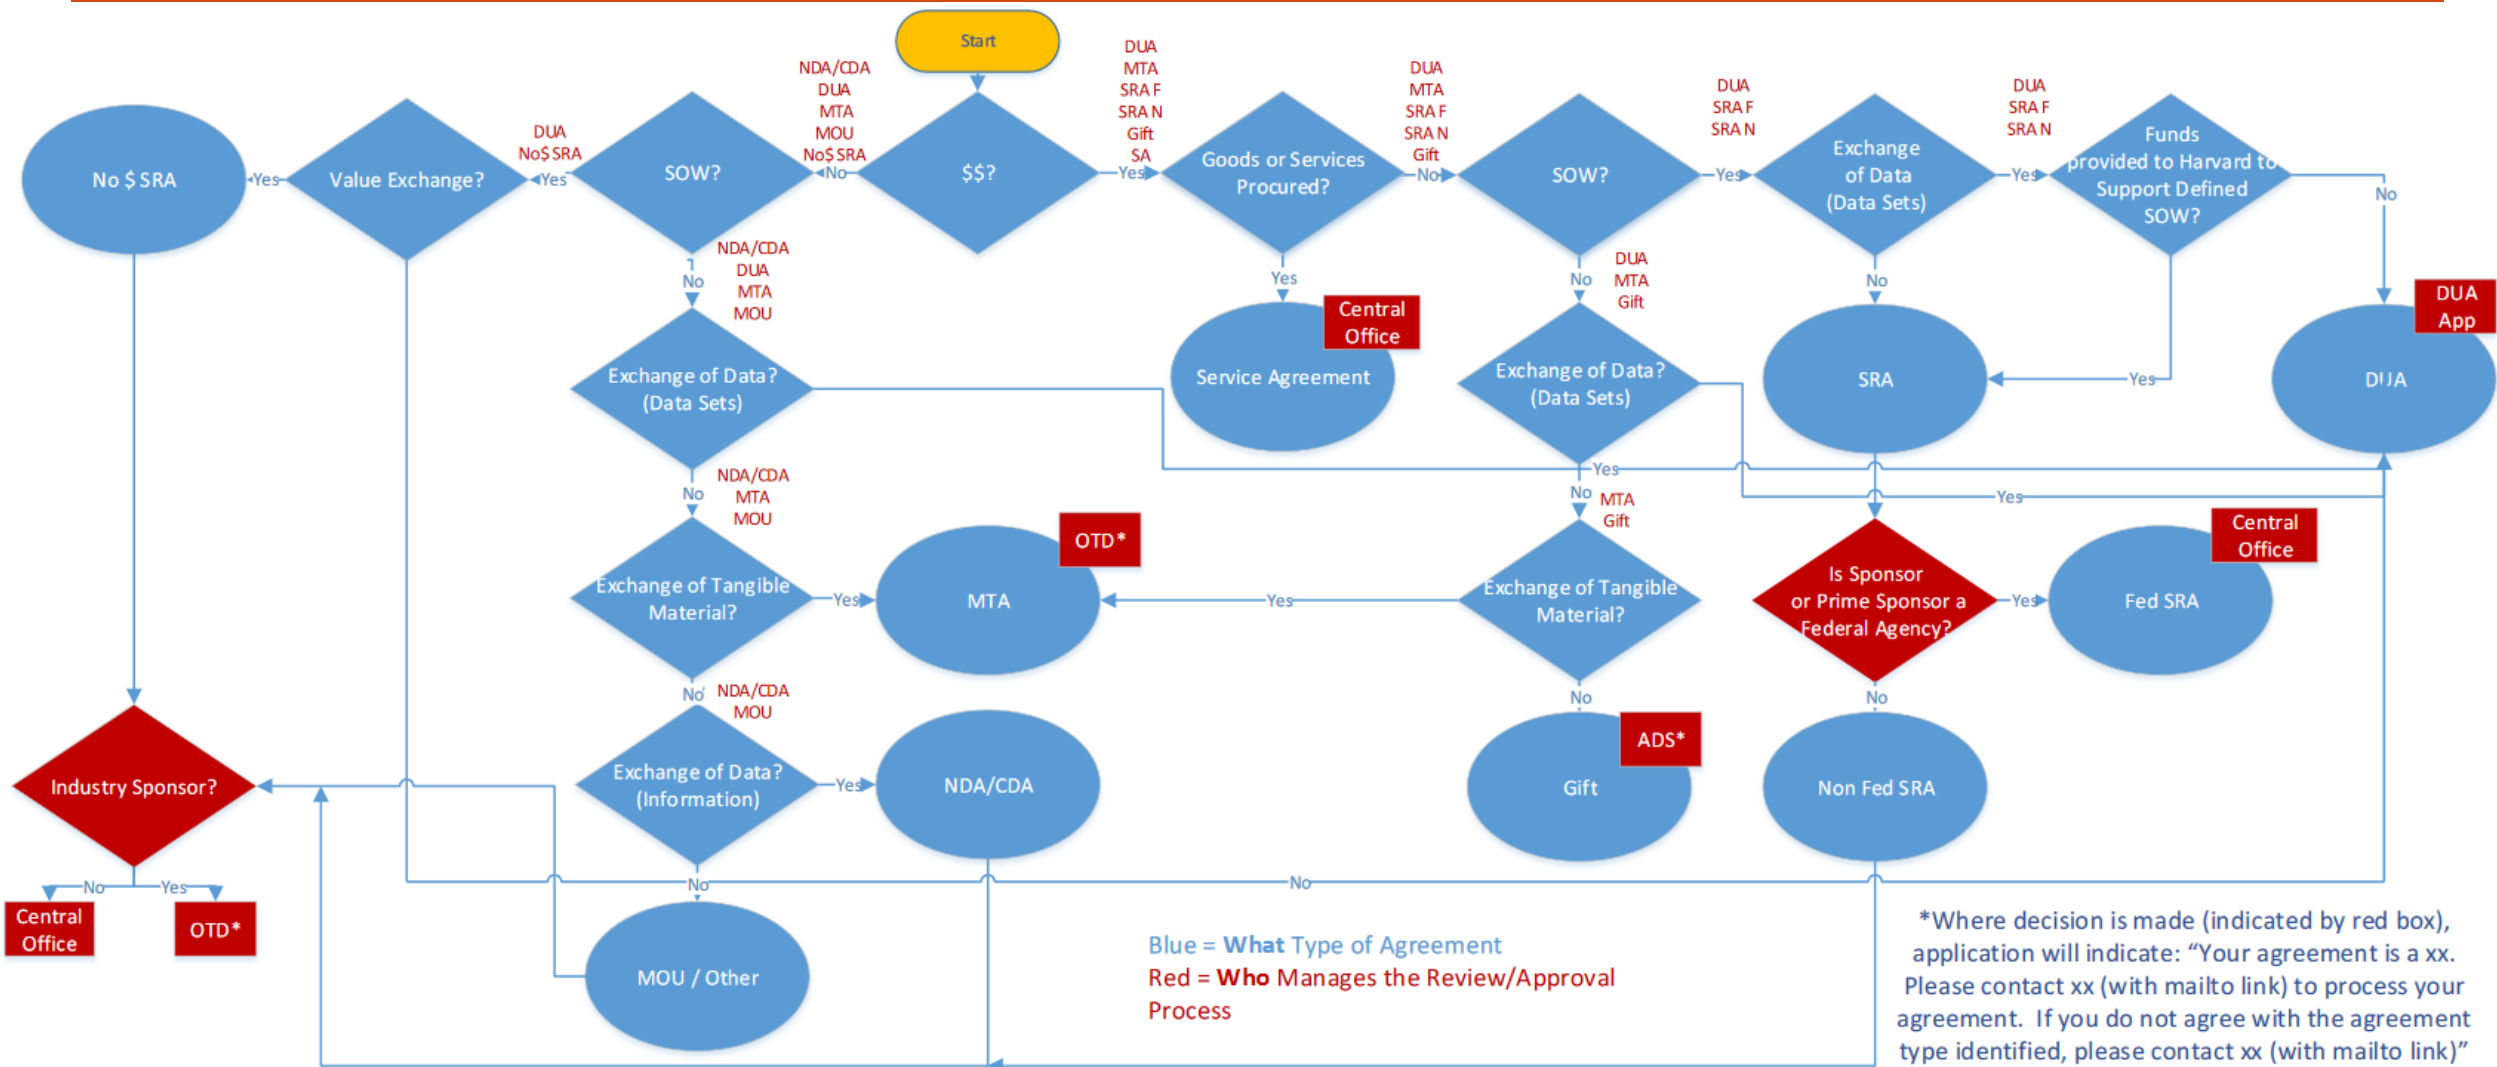 Start
NDA/CDA
DUA
MTA
MOU
No$ SRA
DUA
MTA
SRA F
SRA N
Gift
SA
DUA
MTA
SRA F
SRA N
Gift
DUA
SRA F
SRA N
DUA
SRA F
SRA N
DUA
No$ SRA
No $ SRA
Yes
Value Exchange?
Yes
SOW?
No
$$?
Yes
Goods or Services
Procured?
No
SOW?
Yes
Exchange
of Data
(Data Sets)
Yes
Funds
provided to Harvard to
Support Defined
SOW?
No
NDA/CDA
DUA
MTA
MOU
No
Yes
No
DUA
MTA
Gift
No
DUA
App
Central
Office
Exchange of Data?
(Data Sets)
Service Agreement
Exchange of Data?
(Data Sets)
SRA
Yes
DUA
NDA/CDA
MTA
MOU
No
Yes
No
MTA
Gift
Yes
OTD*
Central
Office
Exchange of Tangible
Material?
Yes
MTA
Yes
Exchange of Tangible
Material?
Is Sponsor
or Prime Sponsor a
Federal Agency?
Yes
Fed SRA
No
NDA/CDA
MOU
No
No
ADS*
Industry Sponsor?
Exchange of Data?
(Information)
Yes
NDA/CDA
Gift
Non Fed SRA
No
Yes
No
No
Central
Office
OTD*
MOU / Other
Blue = What Type of Agreement
Red = Who Manages the Review/Approval
Process
*Where decision is made (indicated by red box),
application will indicate: “Your agreement is a xx.
Please contact xx (with mailto link) to process your
agreement. If you do not agree with the agreement
type identified, please contact xx (with mailto link)”